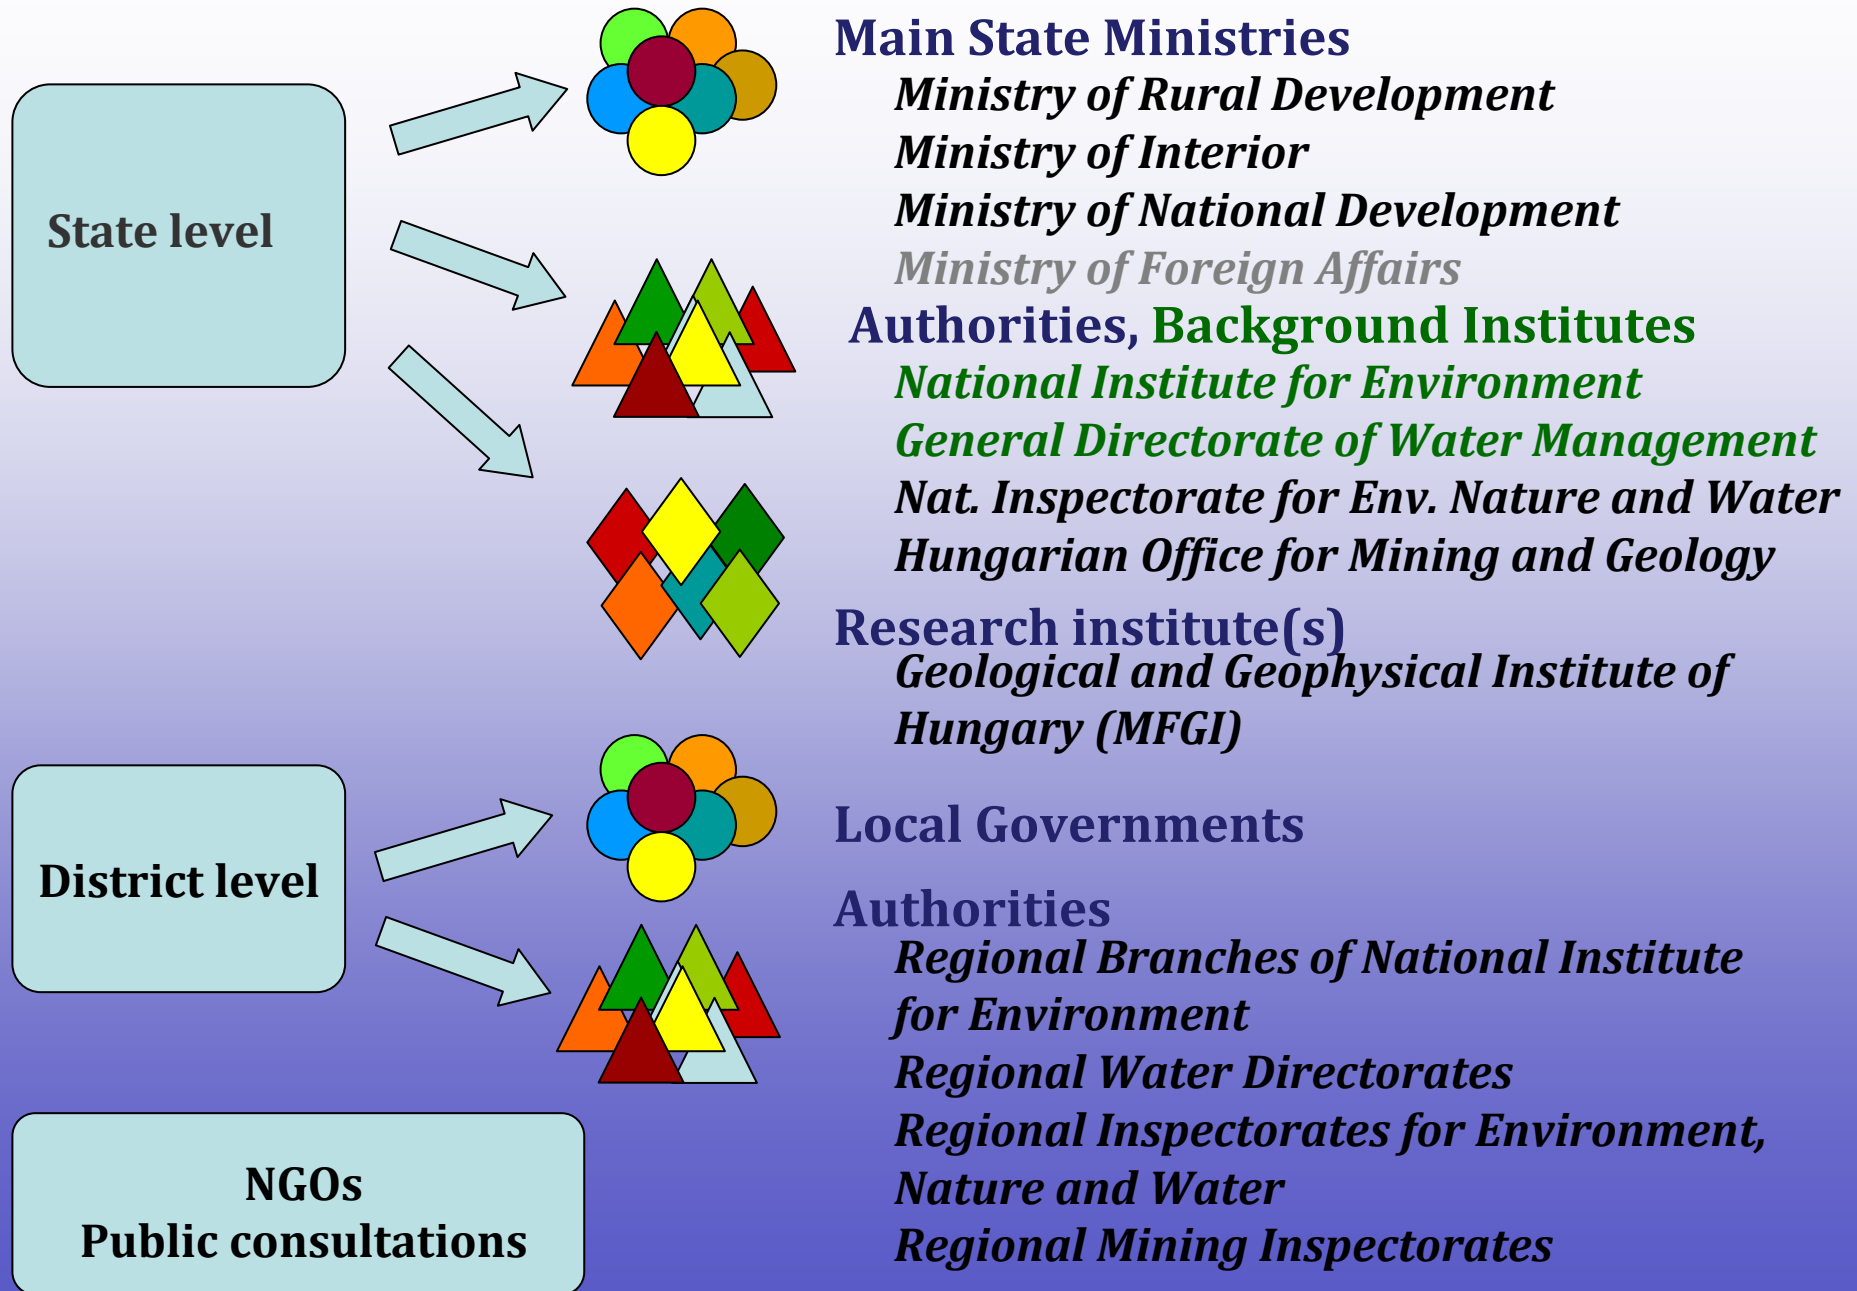 State level
Main State Ministries
Ministry of Rural Development
Ministry of Interior
Ministry of National Development
Ministry of Foreign Affairs
Authorities, Background Institutes
National Institute for Environment
General Directorate of Water Management
Nat. Inspectorate for Env. Nature and Water
Hungarian Office for Mining and Geology
Research institute(s)
Geological and Geophysical Institute of
Hungary (MFGI)
District level
Local Governments
Authorities
Regional Branches of National Institute
for Environment
Regional Water Directorates
Regional Inspectorates for Environment,
Nature and Water
Regional Mining Inspectorates
NGOs
Public consultations